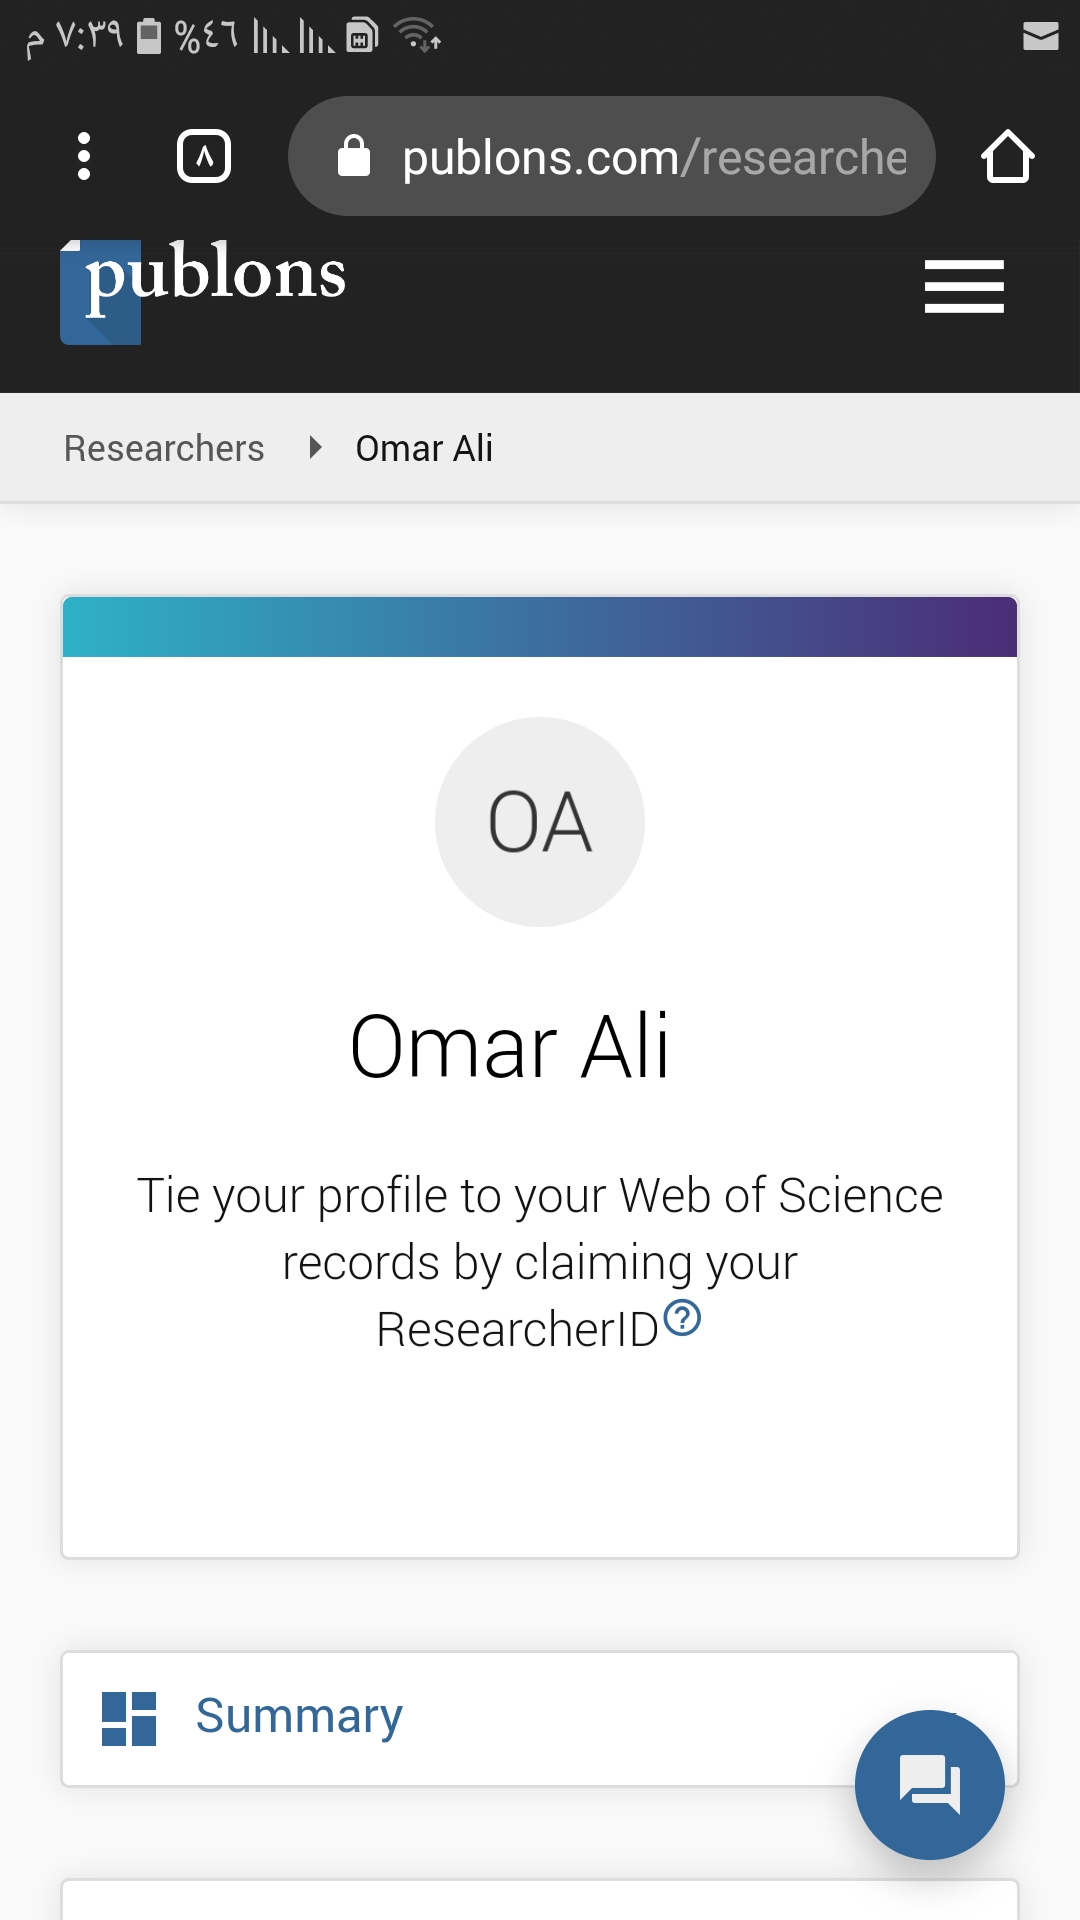 م ٧:٣٩ %٤٦
٨ publons.com/researche
publons
Researchers Omar Ali
OA
Omar Ali
Tie your profile to your Web of Science
records by claiming your
ResearcherID?
Summary